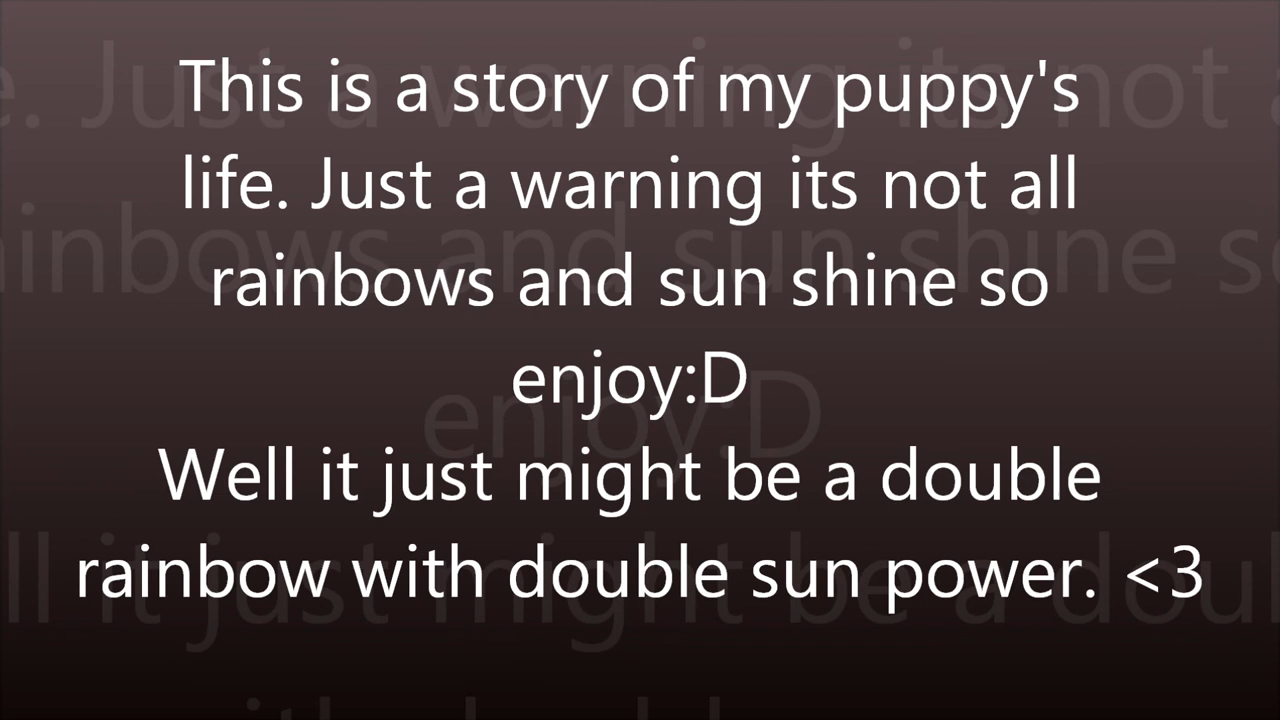 This is a story of my puppy's
life. Just a warning its not all
rainbows and sun shine so
enjoy:D
Well it just might be a double
rainbow with double sun power. <3